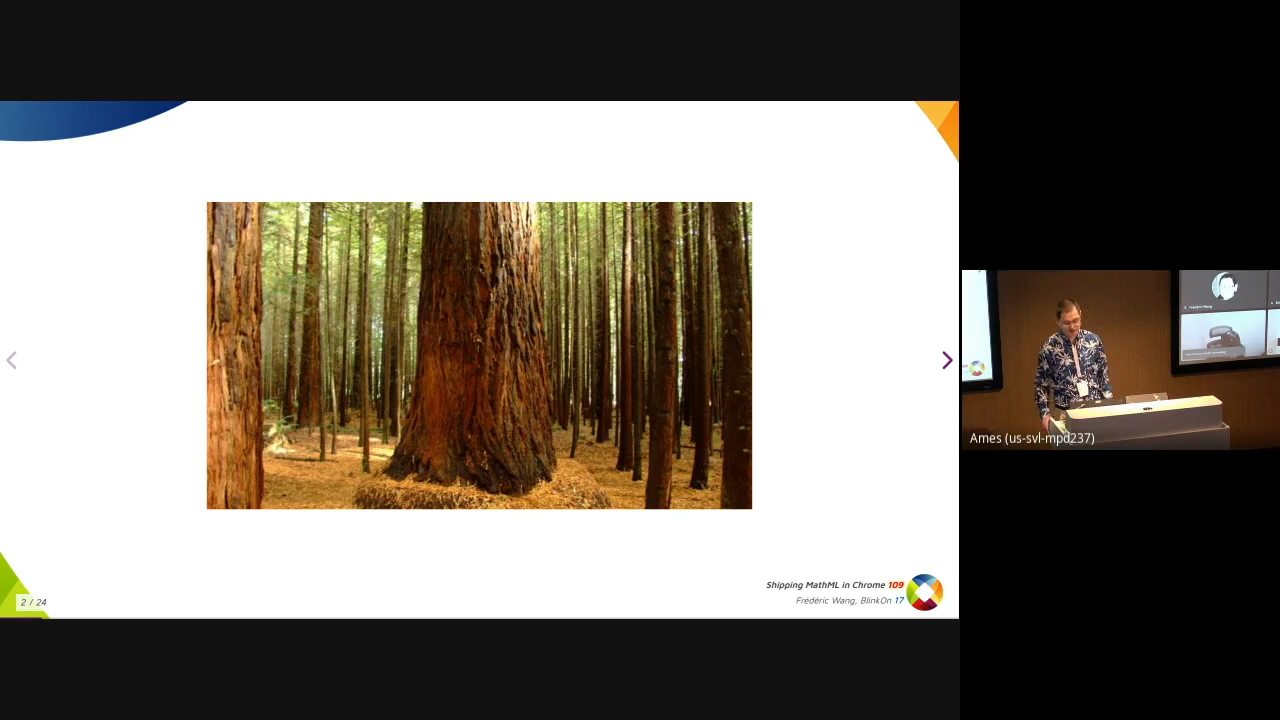 Shipping MathML in Chrome 109
Frédéric Wang, BlinkOn 17
2 / 24
Ames (us-svl-mpd237)